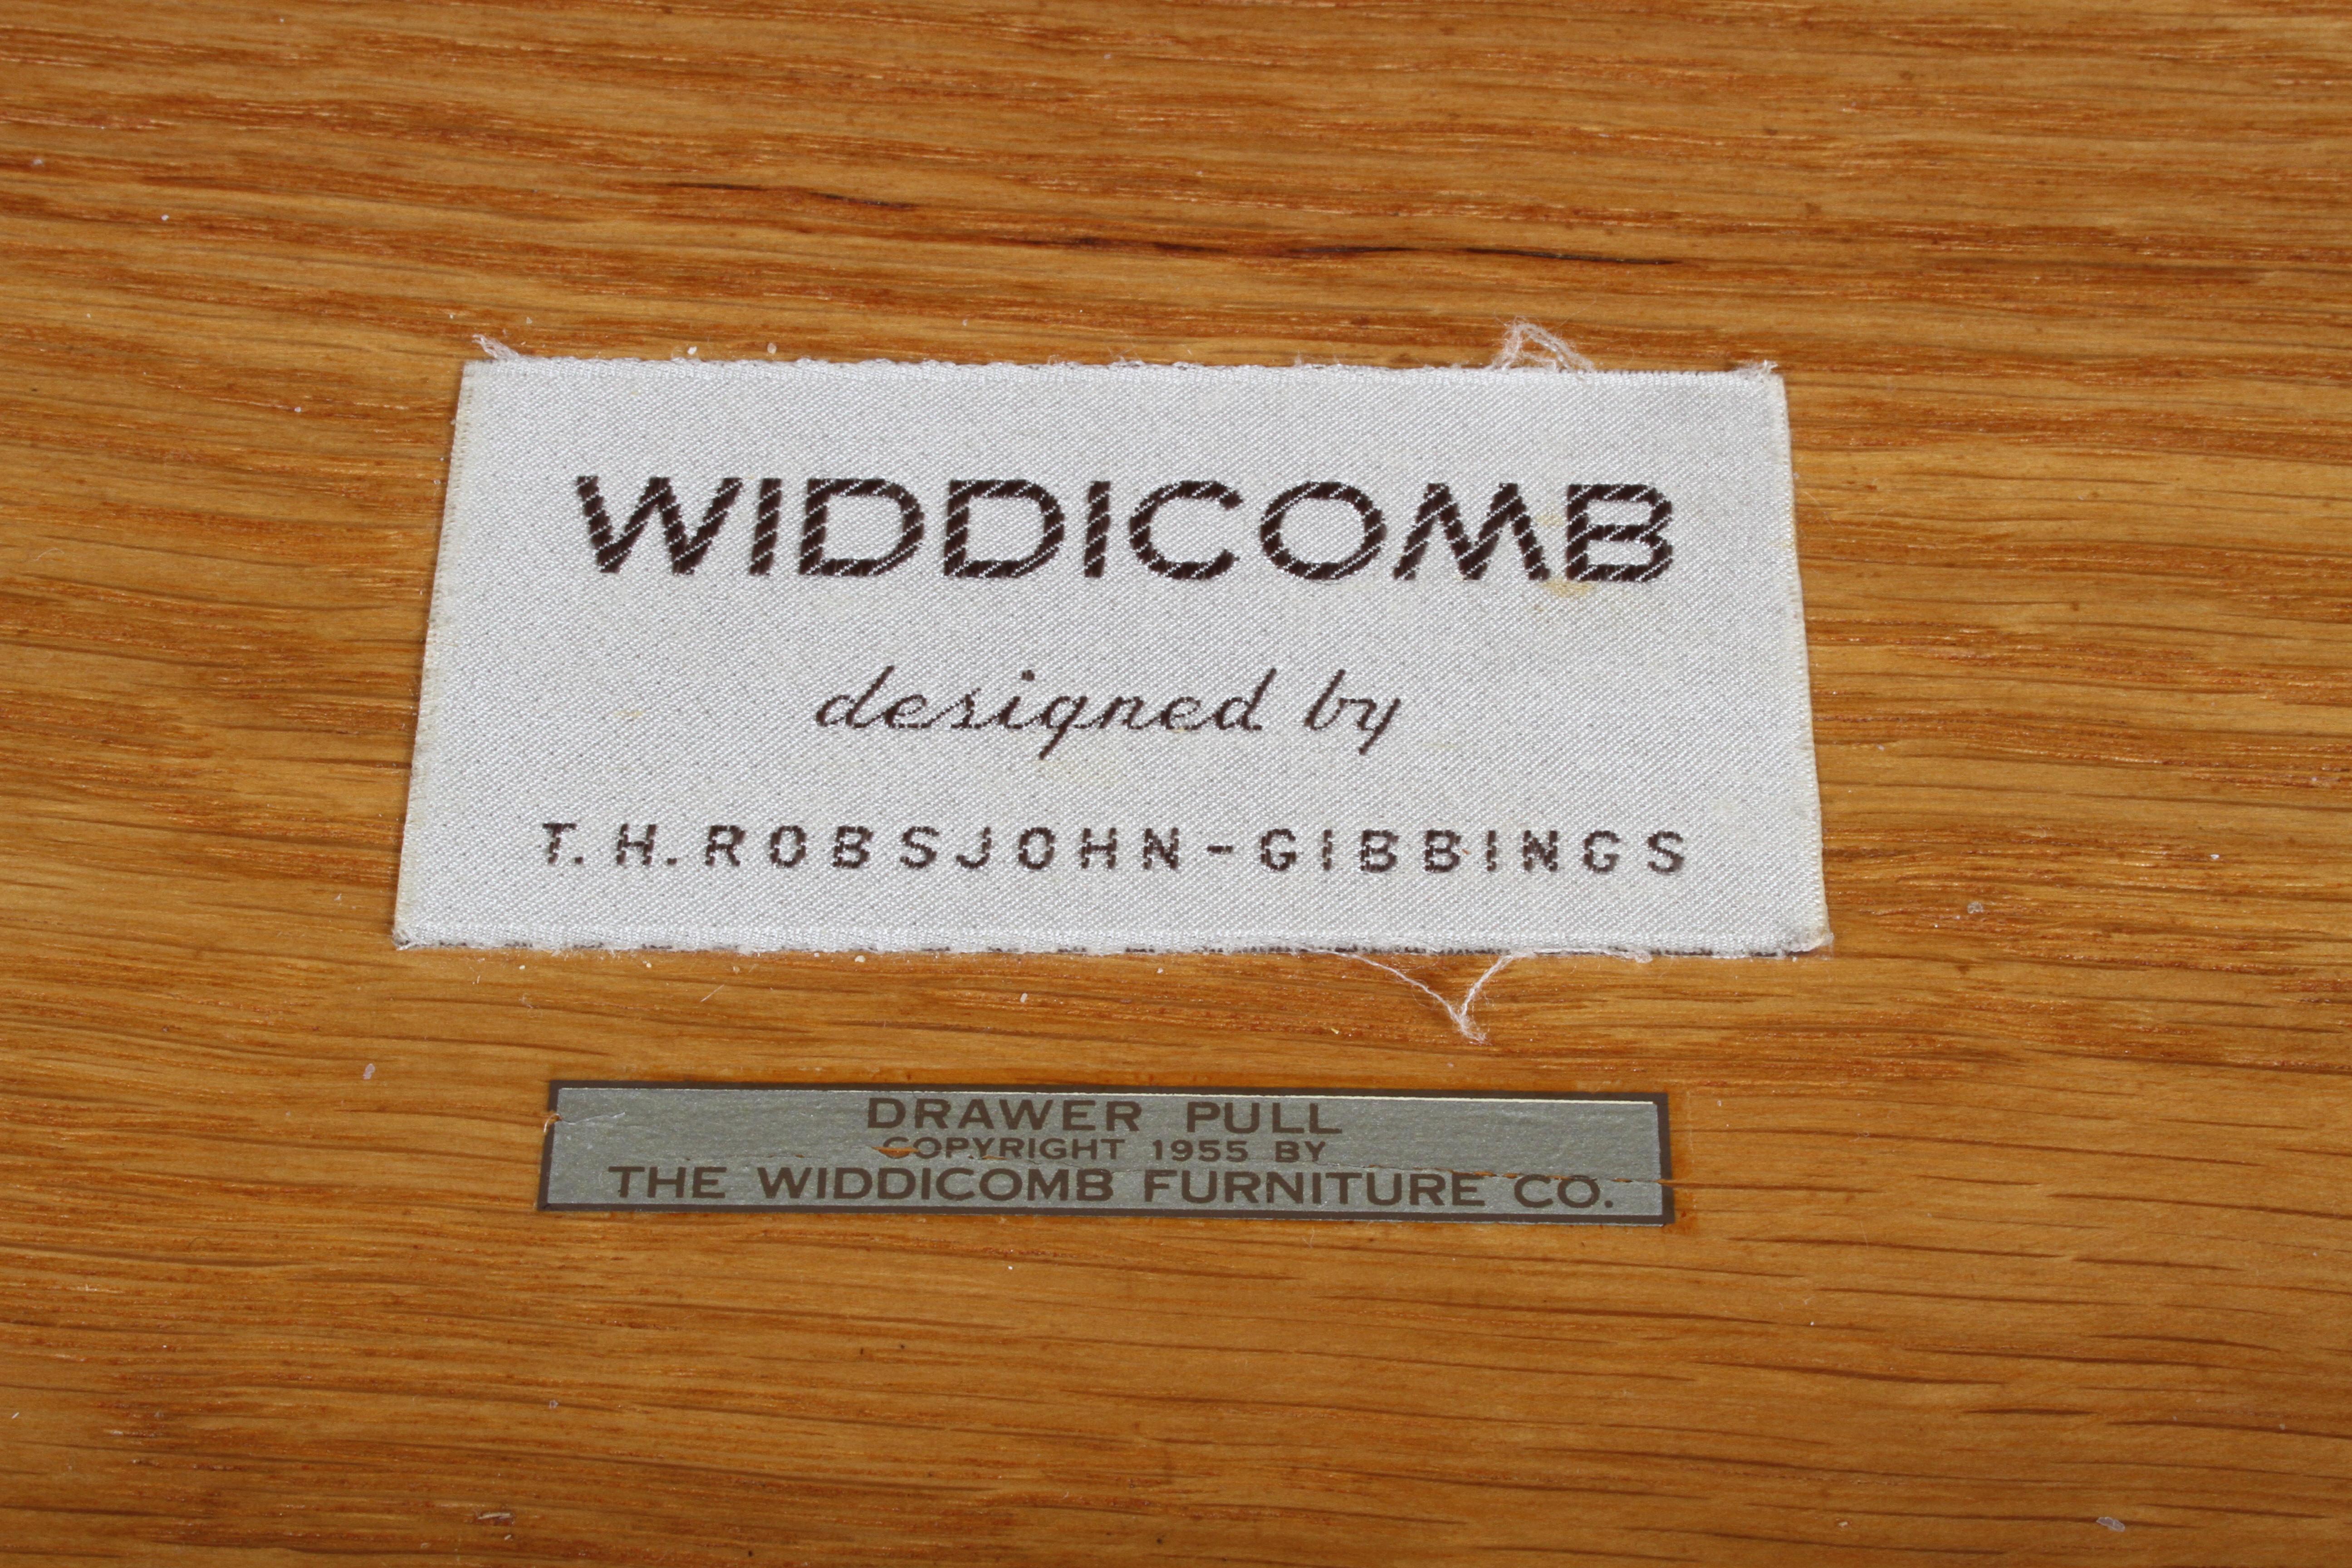 WIDDICOMB
designed by
T.H.ROBSJOHN-GIBBINGS
DRAWER PULL
COPYRIGHT 1955 BY
THE WIDDICOMB FURNITURE CO.